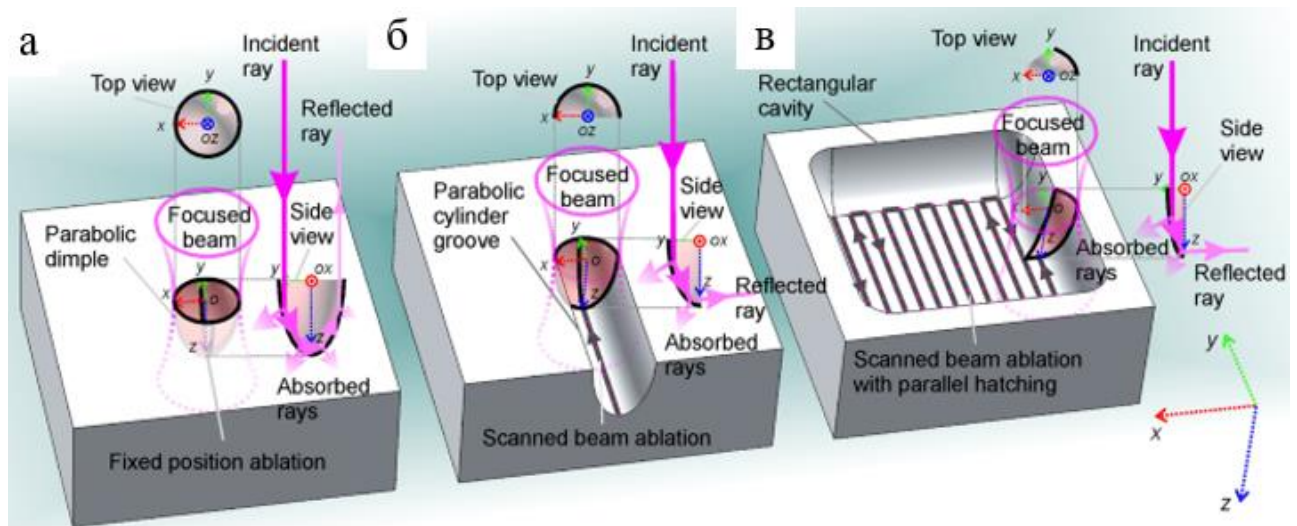 а
Top view
y
x
oz
Incident
ray
Reflected
ray
Focused
beam
Side
view
Parabolic
dimple
y
x
o
z
y
ox
z
Absorbed
rays
Fixed position ablation
б
Top view
y
x
oz
Incident
ray
Focused
beam
Side
view
Parabolic
cylinder
groove
y
x
o
z
y
ox
z
Reflected
ray
Absorbed
rays
Scanned beam ablation
в
Top view
y
x
oz
Incident
ray
Rectangular
cavity
Focused
beam
Side
view
y
z
y
ox
z
Absorbed
rays
Reflected
ray
Scanned beam ablation
with parallel hatching
y
x
z